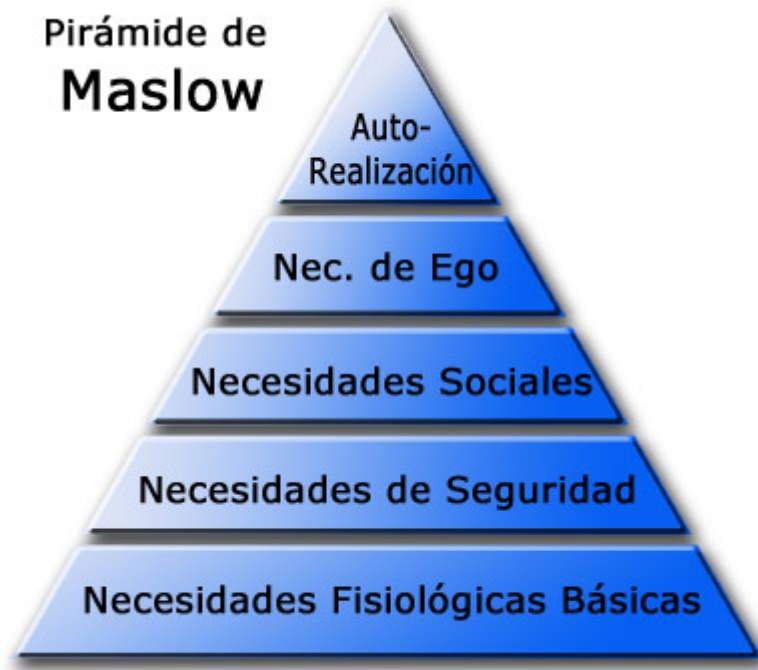 Pirámide de
Maslow
Auto-
Realización
Nec. de Ego
Necesidades Sociales
Necesidades de Seguridad
Necesidades Fisiológicas Básicas